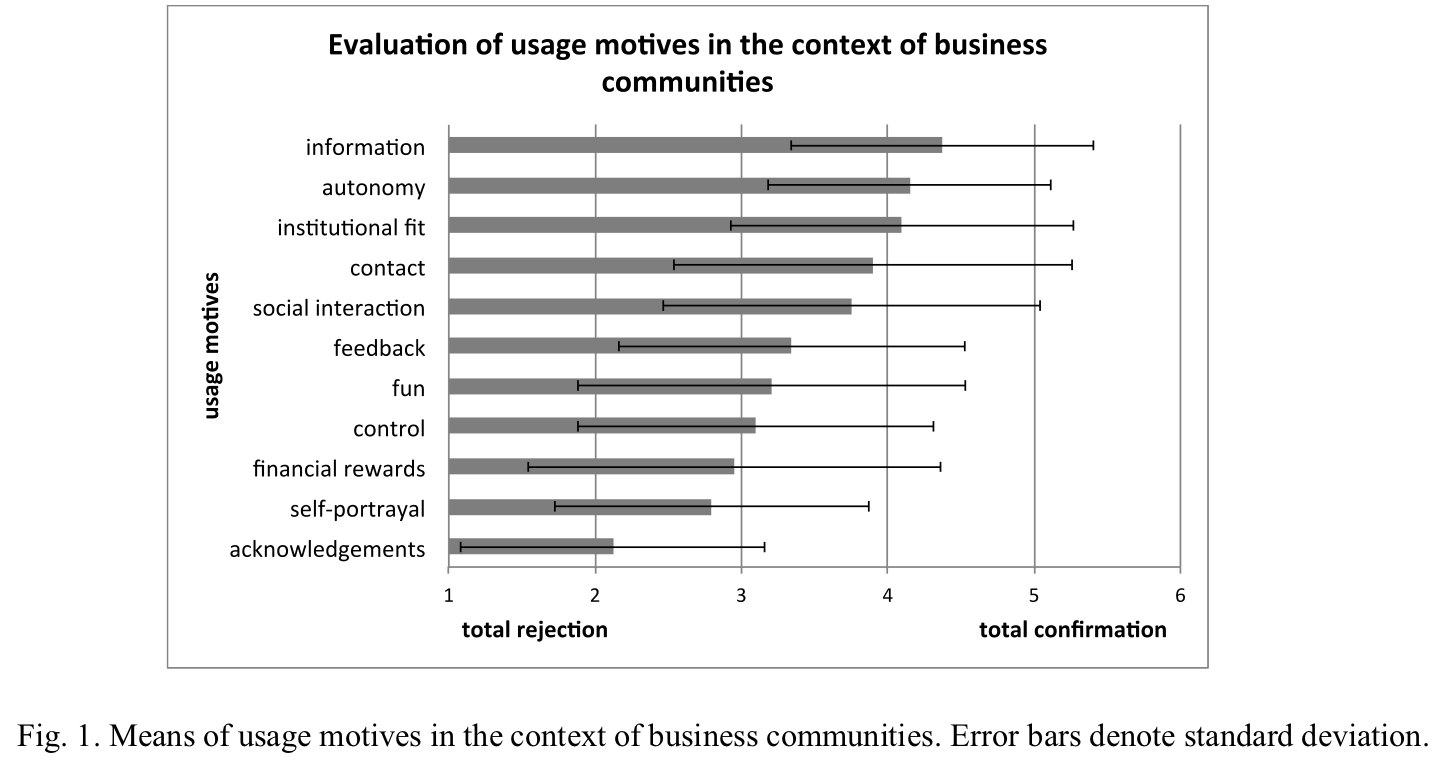 Evaluation of usage motives in the context of business
communities
usage motives
information
autonomy
institutional fit
contact
social interaction
feedback
fun
control
financial rewards
self-portrayal
acknowledgements
1 2 3 4 5 6
total rejection total confirmation
Fig. 1. Means of usage motives in the context of business communities. Error bars denote standard deviation.